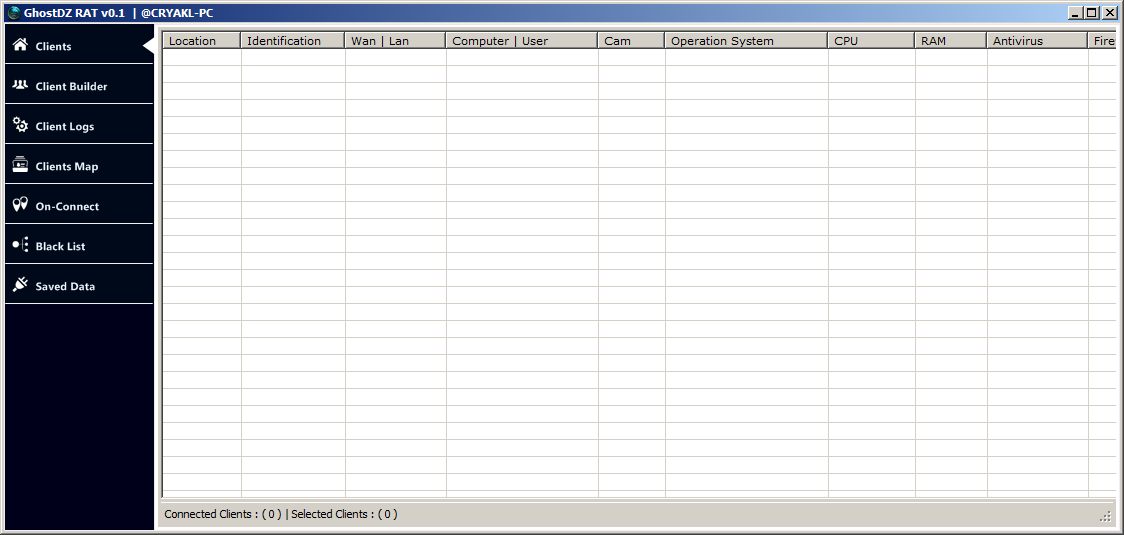 GhostDZ RAT v0.1 | @CRYAKL-PC
Clients
Client Builder
Client Logs
Clients Map
On-Connect
Black List
Saved Data
Location Identification Wan | Lan Computer | User Cam Operation System CPU RAM Antivirus Fire
Connected Clients : ( 0 ) | Selected Clients : ( 0 )